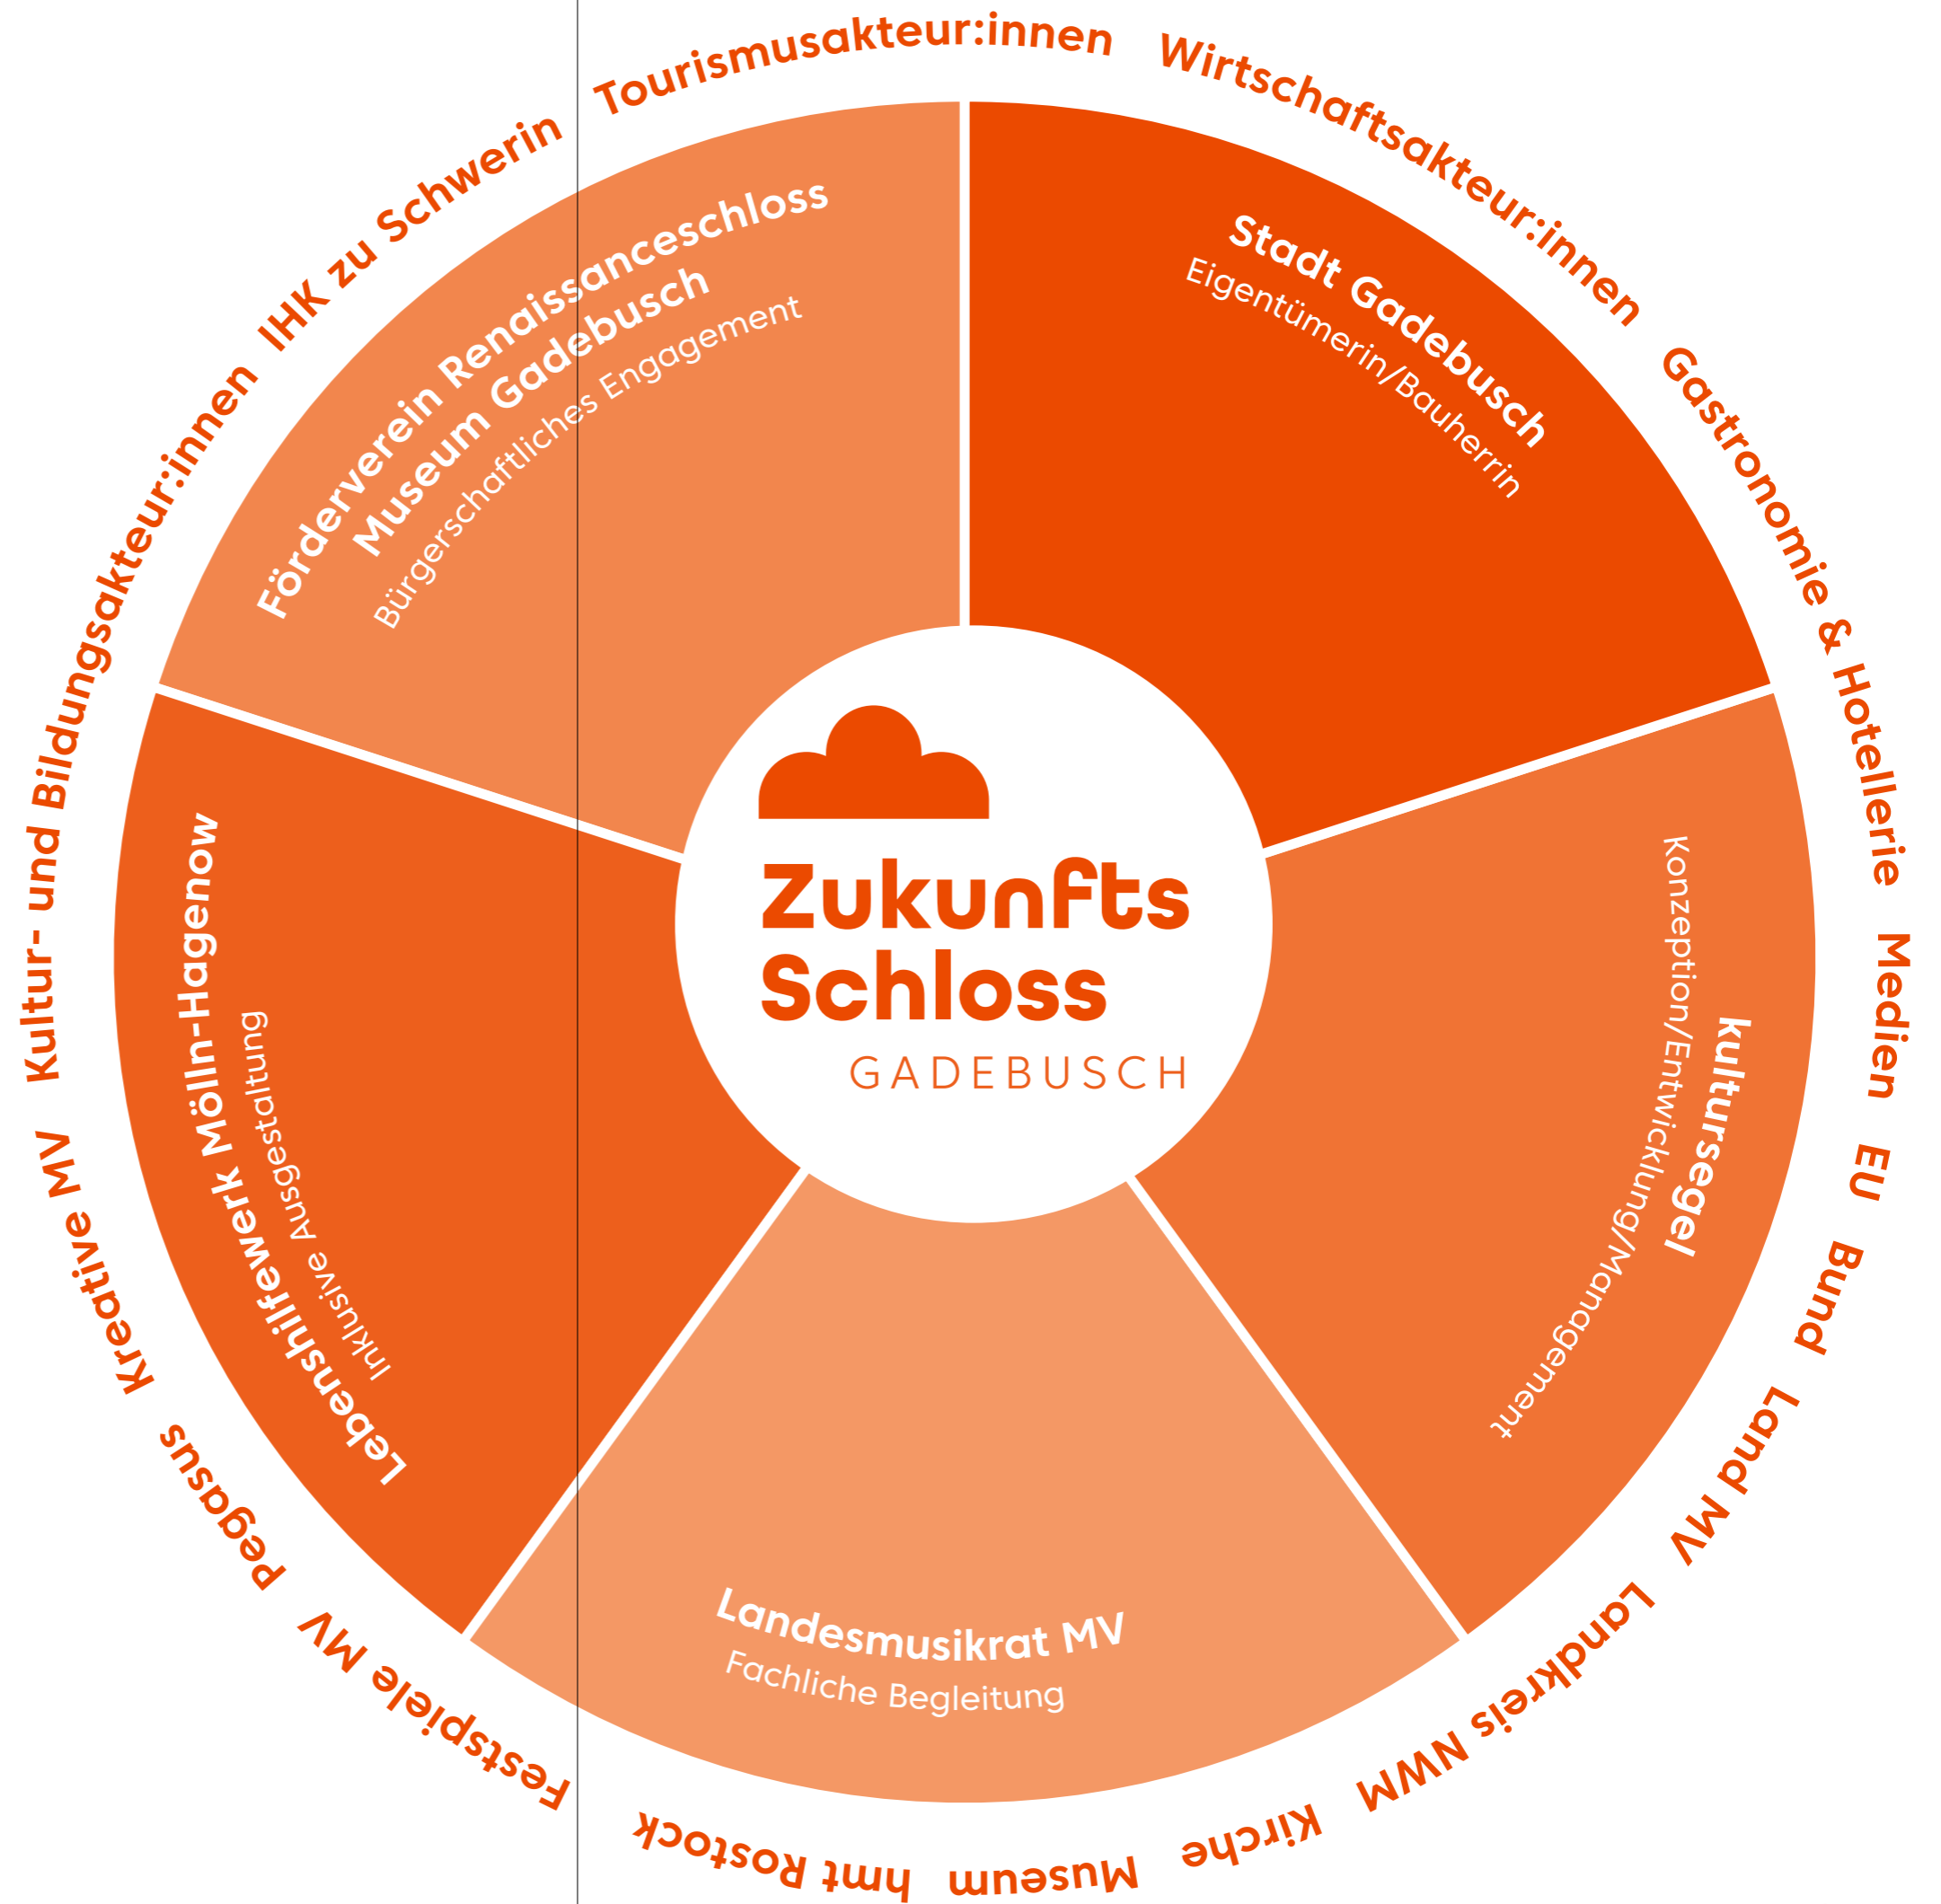 Tourismusakteur:innen
Wirtschaftsakteur:innen
Gastronomie & Hotellerie
Medien
EU
Bund
Land MV
Landkreis NWM
Kirche
Museum
hmt Rostock
Festspiele MV
Pegasus
Kreative MV
Kultur- und Bildungsakteur:innen
IHK zu Schwerin
Stadt Gadebusch
Eigentümerin/Bauherrin
Kultursegel
Konzeption/Entwicklung/Management
Landesmusikrat MV
Fachliche Begleitung
Lebenshilfewerk Mölln-Hagenow
Inklusive Ausgestaltung
Förderverein Renaissanceschloss
Museum Gadebusch
Bürgerschaftliches Engagement
Zukunfts
Schloss
GADEBUSCH